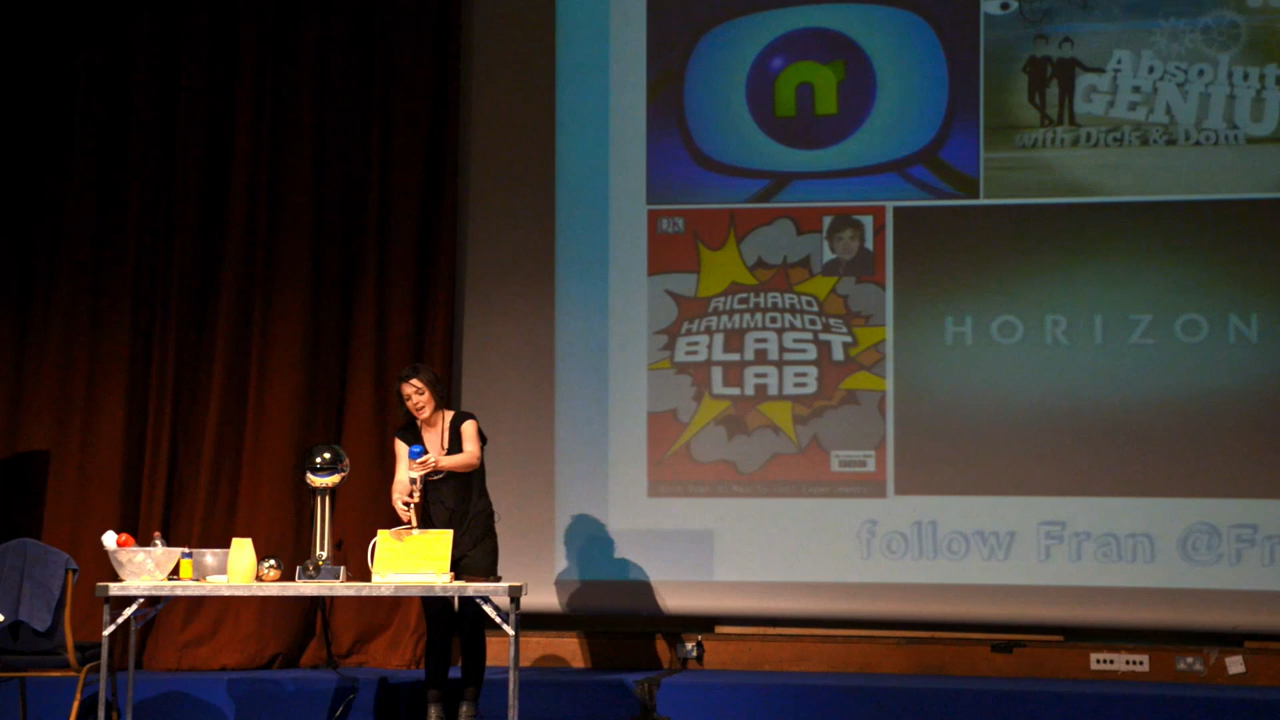 n
Absolut
GENIU
with Dick & Dom
DK
RICHARD
HAMMOND'S
BLAST
LAB
BBC
HORIZON
follow Fran @Fr